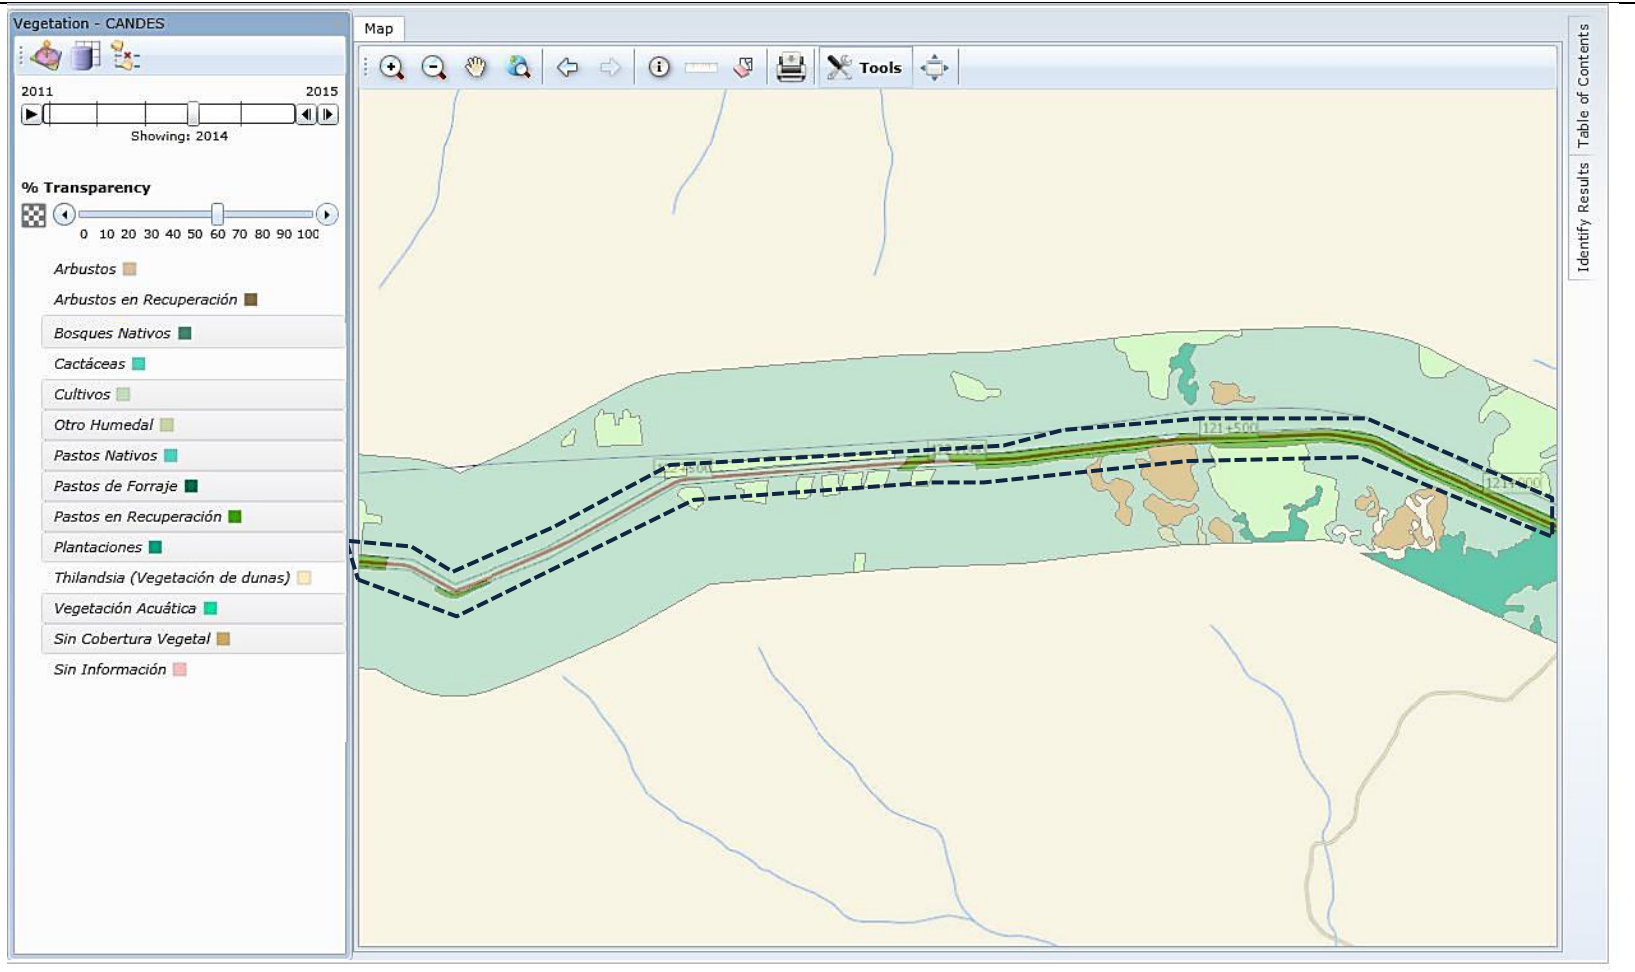 Vegetation - CANDES
2011 2015
Showing: 2014
% Transparency
0 10 20 30 40 50 60 70 80 90 100
Arbustos
Arbustos en Recuperación
Bosques Nativos
Cactáceas
Cultivos
Otro Humedal
Pastos Nativos
Pastos de Forraje
Pastos en Recuperación
Plantaciones
Thilandsia (Vegetación de dunas)
Vegetación Acuática
Sin Cobertura Vegetal
Sin Información
Map
Tools
121+500
121+000
Table of Contents
Identify Results